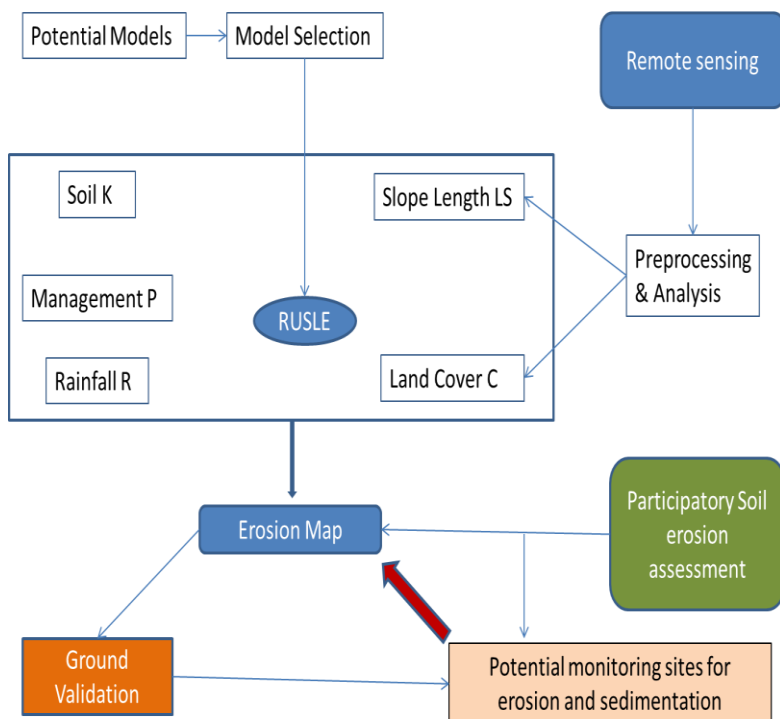 Potential Models
Model Selection
Remote sensing
Soil K
Slope Length LS
Preprocessing
& Analysis
Management P
RUSLE
Rainfall R
Land Cover C
Erosion Map
Participatory Soil
erosion
assessment
Ground
Validation
Potential monitoring sites for
erosion and sedimentation